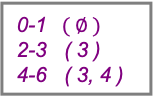 0-1 (ø)
2-3 (3)
4-6 (3, 4)